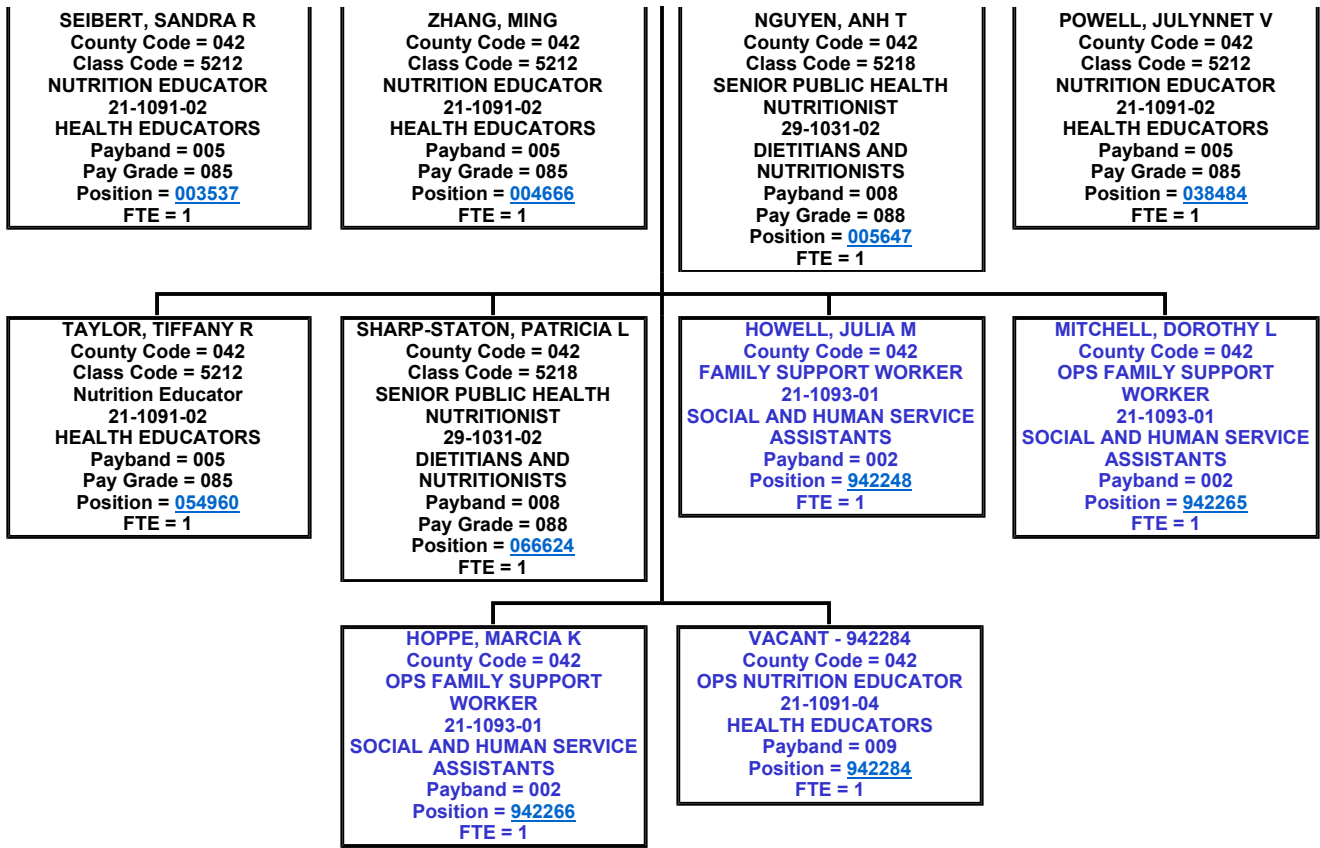 SEIBERT, SANDRA R
County Code = 042
Class Code = 5212
NUTRITION EDUCATOR
21-1091-02
HEALTH EDUCATORS
Payband = 005
Pay Grade = 085
Position = 003537
FTE = 1
ZHANG, MING
County Code = 042
Class Code = 5212
NUTRITION EDUCATOR
21-1091-02
HEALTH EDUCATORS
Payband = 005
Pay Grade = 085
Position = 004666
FTE = 1
NGUYEN, ANH T
County Code = 042
Class Code = 5218
SENIOR PUBLIC HEALTH
NUTRITIONIST
29-1031-02
DIETITIANS AND
NUTRITIONISTS
Payband = 008
Pay Grade = 088
Position = 005647
FTE = 1
POWELL, JULYNNET V
County Code = 042
Class Code = 5212
NUTRITION EDUCATOR
21-1091-02
HEALTH EDUCATORS
Payband = 005
Pay Grade = 085
Position = 038484
FTE = 1
TAYLOR, TIFFANY R
County Code = 042
Class Code = 5212
Nutrition Educator
21-1091-02
HEALTH EDUCATORS
Payband = 005
Pay Grade = 085
Position = 054960
FTE = 1
SHARP-STATON, PATRICIA L
County Code = 042
Class Code = 5218
SENIOR PUBLIC HEALTH
NUTRITIONIST
29-1031-02
DIETITIANS AND
NUTRITIONISTS
Payband = 008
Pay Grade = 088
Position = 066624
FTE = 1
HOWELL, JULIA M
County Code = 042
FAMILY SUPPORT WORKER
21-1093-01
SOCIAL AND HUMAN SERVICE
ASSISTANTS
Payband = 002
Position = 942248
FTE = 1
MITCHELL, DOROTHY L
County Code = 042
OPS FAMILY SUPPORT
WORKER
21-1093-01
SOCIAL AND HUMAN SERVICE
ASSISTANTS
Payband = 002
Position = 942265
FTE = 1
HOPPE, MARCIA K
County Code = 042
OPS FAMILY SUPPORT
WORKER
21-1093-01
SOCIAL AND HUMAN SERVICE
ASSISTANTS
Payband = 002
Position = 942266
FTE = 1
VACANT - 942284
County Code = 042
OPS NUTRITION EDUCATOR
21-1091-04
HEALTH EDUCATORS
Payband = 009
Position = 942284
FTE = 1